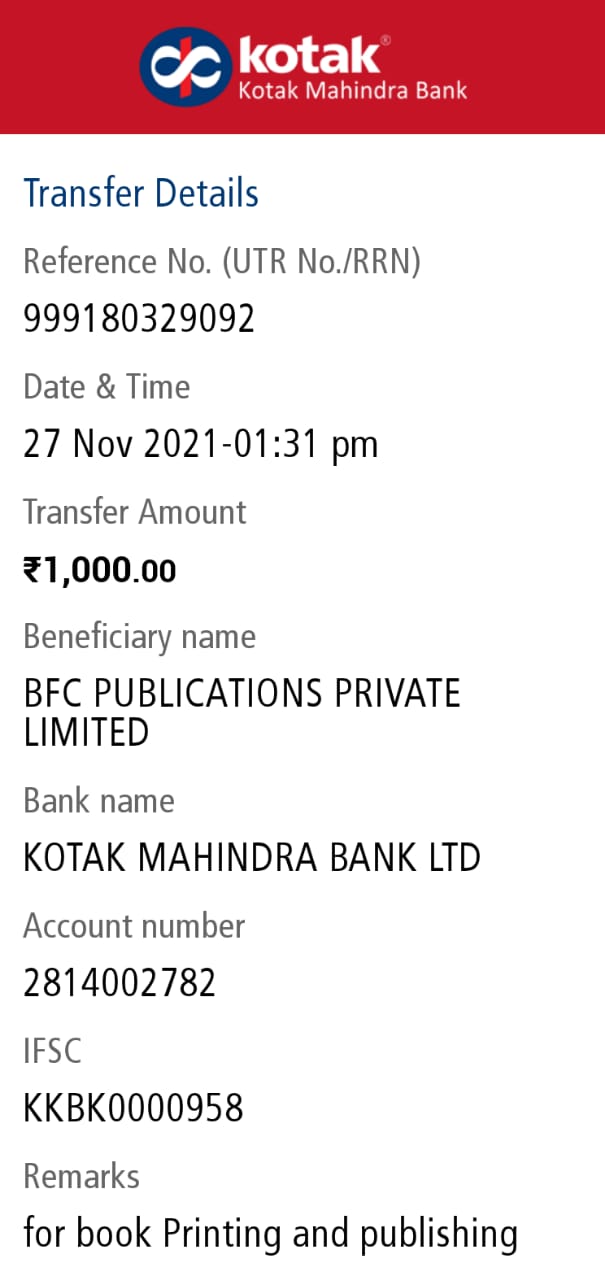 kotak®
Kotak Mahindra Bank
Transfer Details
Reference No. (UTR No./RRN)
999180329092
Date & Time
27 Nov 2021-01:31 pm
Transfer Amount
₹1,000.00
Beneficiary name
BFC PUBLICATIONS PRIVATE
LIMITED
Bank name
KOTAK MAHINDRA BANK LTD
Account number
2814002782
IFSC
KKBK0000958
Remarks
for book Printing and publishing